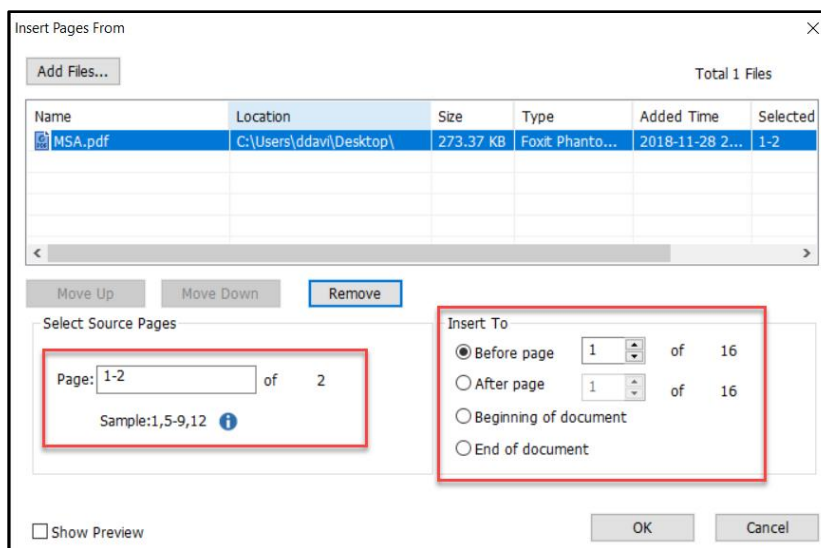 Insert Pages From
Add Files...
Total 1 Files
Name Location Size Type Added Time Selected
MSA.pdf C:\Users\ddavi\Desktop\ 273.37 KB Foxit Phanto... 2018-11-28 2... 1-2
Move Up Move Down Remove
Select Source Pages
Page: 1-2 of 2
Sample:1,5-9,12
Insert To
Before page 1 of 16
After page 1 of 16
Beginning of document
End of document
Show Preview
OK Cancel